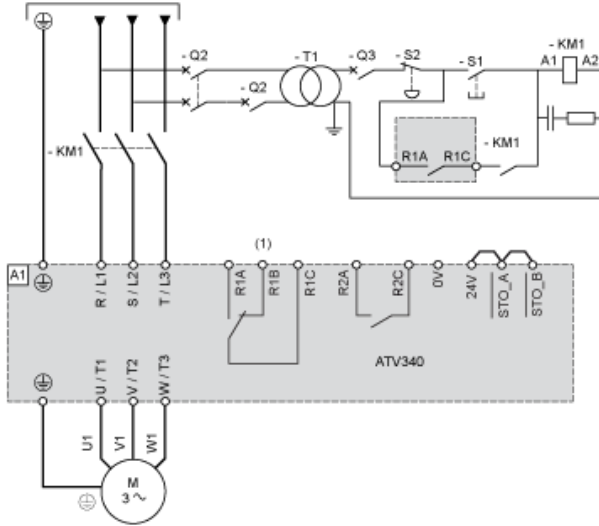 - Q2
- T1
- Q3
- S2
- S1
- KM1
A1
A2
- Q2
- KM1
R1A
R1C
- KM1
(1)
A1
R / L1
S / L2
T / L3
R1A
R1B
R1C
R2A
R2C
0V
24V
STO_A
STO_B
ATV340
U / T1
V / T2
W / T3
U1
V1
W1
M
3 ~